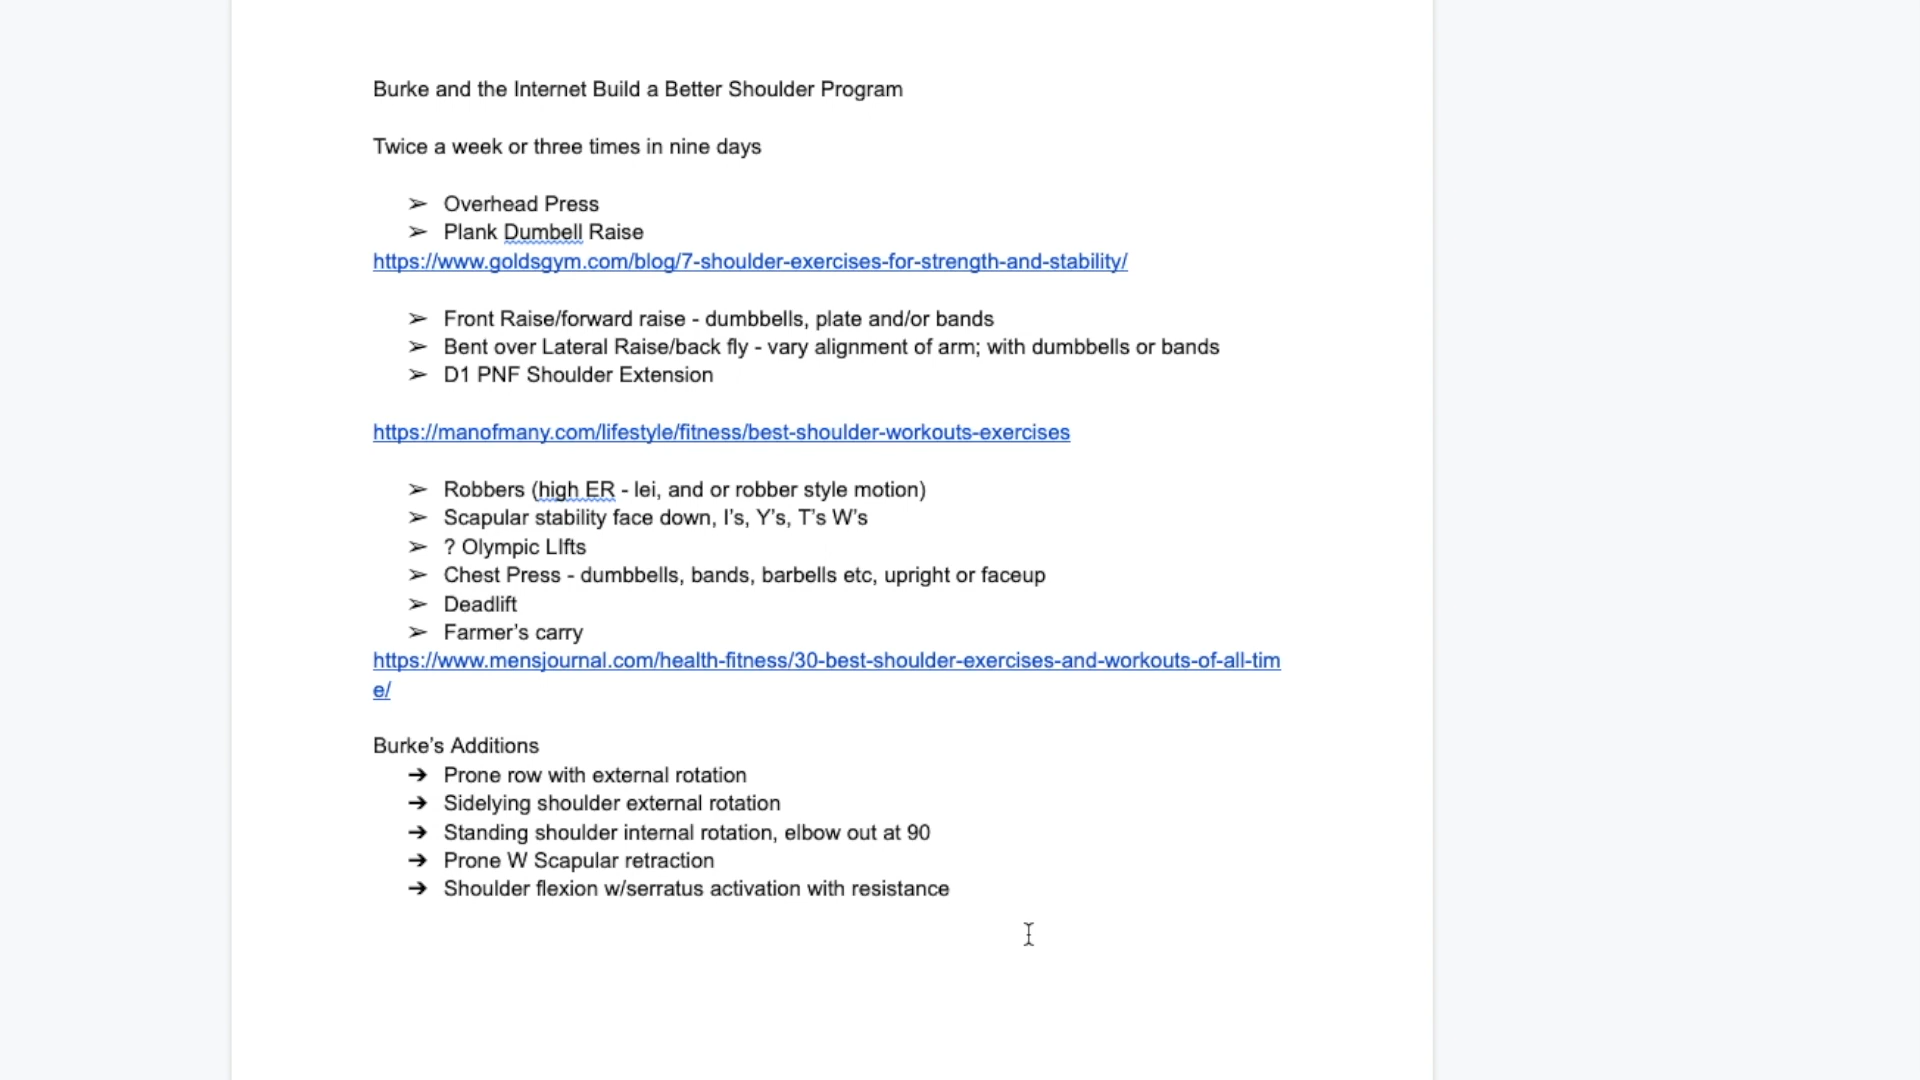 Burke and the Internet Build a Better Shoulder Program
Twice a week or three times in nine days
➢ Overhead Press
➢ Plank Dumbell Raise
https://www.goldsgym.com/blog/7-shoulder-exercises-for-strength-and-stability/
➢ Front Raise/forward raise - dumbbells, plate and/or bands
➢ Bent over Lateral Raise/back fly - vary alignment of arm; with dumbbells or bands
➢ D1 PNF Shoulder Extension
https://manofmany.com/lifestyle/fitness/best-shoulder-workouts-exercises
➢ Robbers (high ER - lei, and or robber style motion)
➢ Scapular stability face down, I’s, Y’s, T’s W’s
➢ ? Olympic LIfts
➢ Chest Press - dumbbells, bands, barbells etc, upright or faceup
➢ Deadlift
➢ Farmer’s carry
https://www.mensjournal.com/health-fitness/30-best-shoulder-exercises-and-workouts-of-all-tim
e/
Burke’s Additions
➔ Prone row with external rotation
➔ Sidelying shoulder external rotation
➔ Standing shoulder internal rotation, elbow out at 90
➔ Prone W Scapular retraction
➔ Shoulder flexion w/serratus activation with resistance